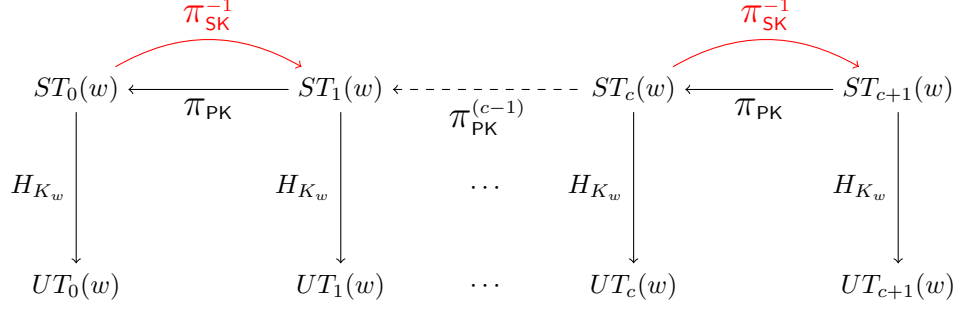 π_SK^{-1} π_SK^{-1}
ST_0(w) ST_1(w) ST_c(w) ST_{c+1}(w)
π_PK π_PK^{(c−1)} π_PK
H_{K_w} H_{K_w} ⋯ H_{K_w} H_{K_w}
UT_0(w) UT_1(w) ⋯ UT_c(w) UT_{c+1}(w)